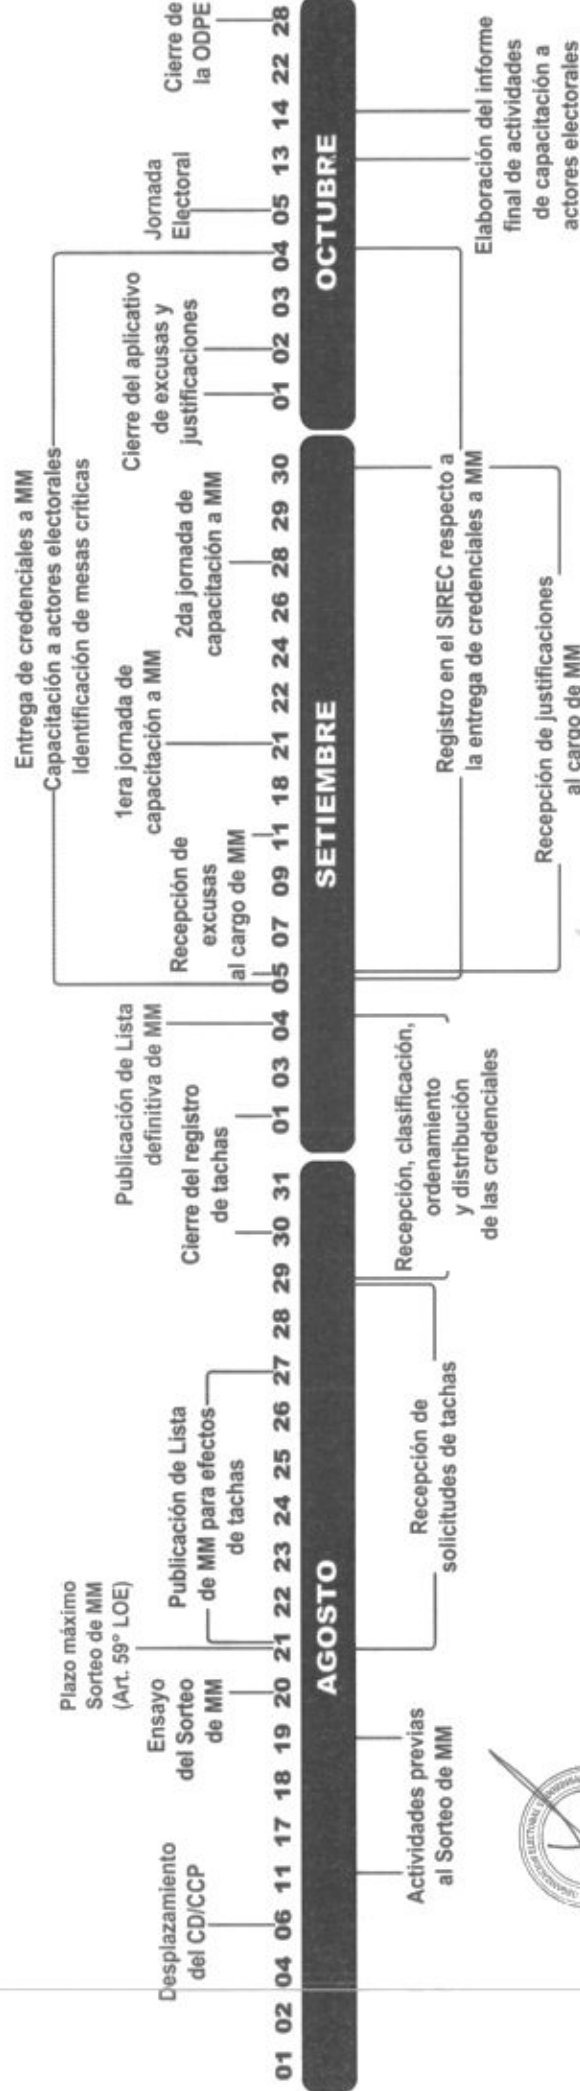 Plazo máximo
Sorteo de MM
(Art. 59° LOE)
Desplazamiento
del CD/CCP
Ensayo
del Sorteo
de MM
Publicación de Lista
de MM para efectos
de tachas
Cierre del registro
de tachas
Publicación de Lista
definitiva de MM
Entrega de credenciales a MM
Capacitación a actores electorales
Identificación de mesas críticas
Recepción de
excusas
al cargo de MM
1era jornada de
capacitación a MM
2da jornada de
capacitación a MM
Cierre del aplicativo
de excusas y
justificaciones
Jornada
Electoral
Cierre de
la ODPE
01 02 04 06 11 17 18 19 20 21 22 23 24 25 26 27 28 29 30 31
01 03 04 05 07 09 11 18 21 22 24 26 28 29 30
01 02 03 04 05 13 14 22 28
AGOSTO
SETIEMBRE
OCTUBRE
Actividades previas
al Sorteo de MM
Recepción de
solicitudes de tachas
Recepción, clasificación,
ordenamiento
y distribución
de las credenciales
Registro en el SIREC respecto a
la entrega de credenciales a MM
Recepción de justificaciones
al cargo de MM
Elaboración del informe
final de actividades
de capacitación a
actores electorales